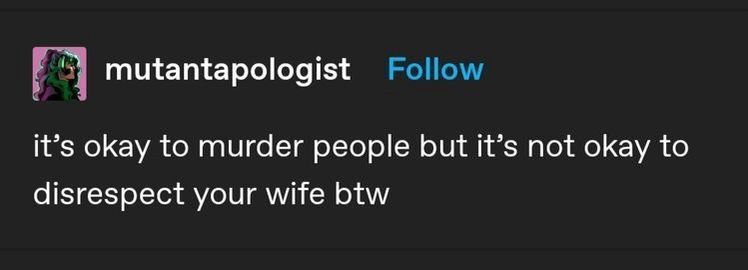 mutantapologist Follow
it’s okay to murder people but it’s not okay to
disrespect your wife btw